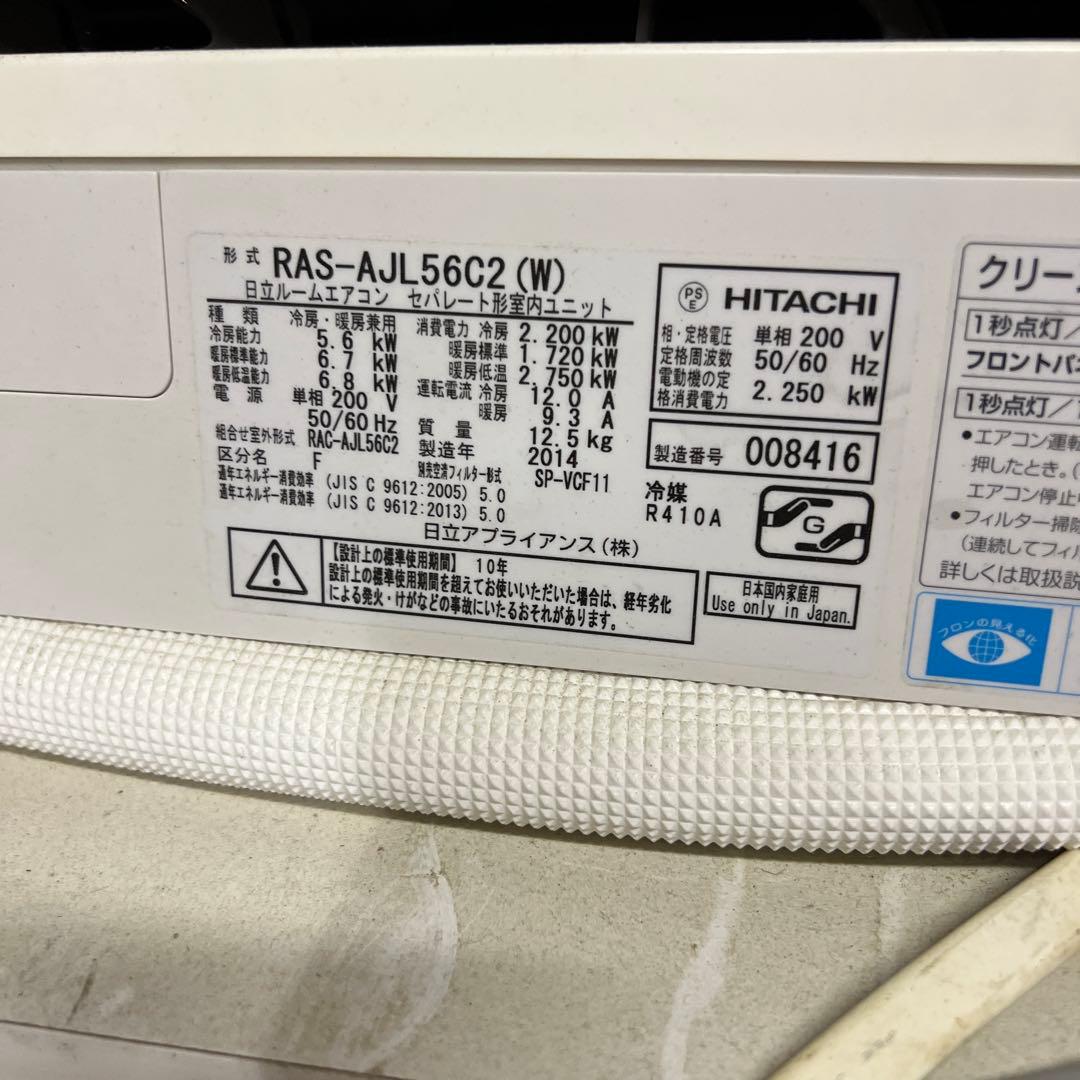 形式 RAS-AJL56C2(W)
日立ルームエアコン セパレート形室内ユニット
種類 冷房・暖房兼用
冷房能力 5.6 kW
暖房標準能力 6.7 kW
暖房低温能力 6.8 kW
電源 単相 200 V
50/60 Hz
組合せ室外形式 RAC-AJL56C2
区分名 F
通年エネルギー消費効率 (JIS C 9612:2005) 5.0
通年エネルギー消費効率 (JIS C 9612:2013) 5.0
消費電力 冷房 2.200 kW
暖房標準 1.720 kW
暖房低温 2.750 kW
運転電流 冷房 12.0 A
暖房 9.3 A
質量 12.5 kg
製造年 2014
別売空清フィルター形式
SP-VCF11
日立アプライアンス(株)
【設計上の標準使用期間】 10年
設計上の標準使用期間を超えてお使いいただいた場合は、経年劣化
による発火・けがなどの事故にいたるおそれがあります。
PS
E
HITACHI
相・定格電圧 単相 200 V
定格周波数 50/60 Hz
電動機の定
格消費電力 2.250 kW
製造番号 008416
冷媒
R410A
G
日本国内家庭用
Use only in Japan.
クリー
1秒点灯/
フロントパ
1秒点灯/
•エアコン運転
押したとき。(
エアコン停止
•フィルター掃除
(連続してフィル
詳しくは取扱説
フロンの見える化